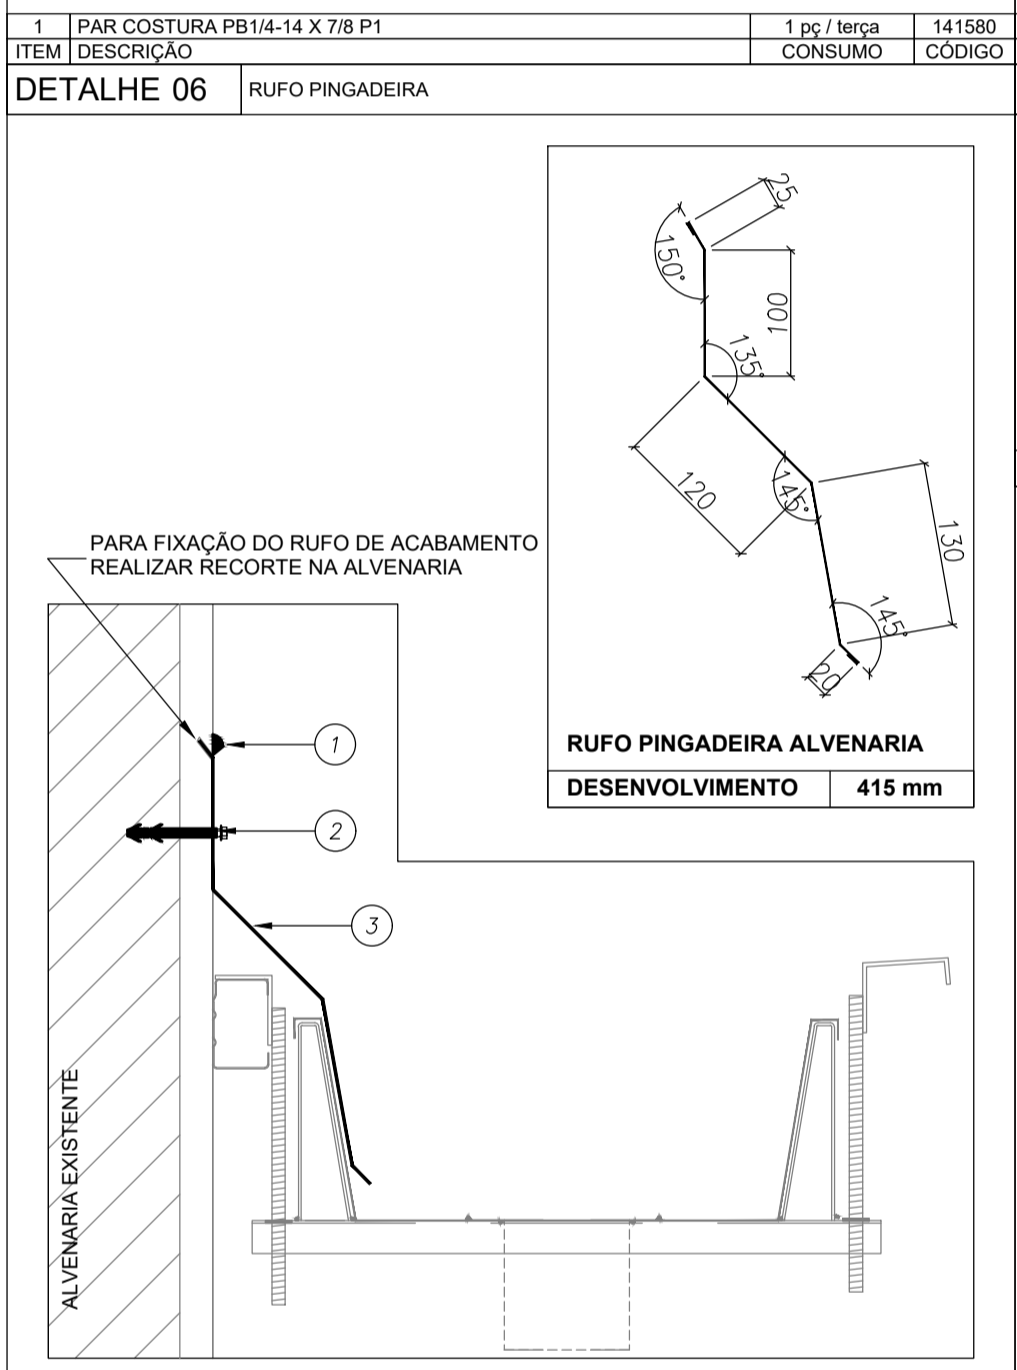 1 PAR COSTURA PB1/4-14 X 7/8 P1 1 pç / terça 141580
ITEM DESCRIÇÃO CONSUMO CÓDIGO
DETALHE 06 RUFO PINGADEIRA
25
150°
100
135°
120
145°
130
145°
20
RUFO PINGADEIRA ALVENARIA
DESENVOLVIMENTO 415 mm
PARA FIXAÇÃO DO RUFO DE ACABAMENTO
REALIZAR RECORTE NA ALVENARIA
1
2
3
ALVENARIA EXISTENTE